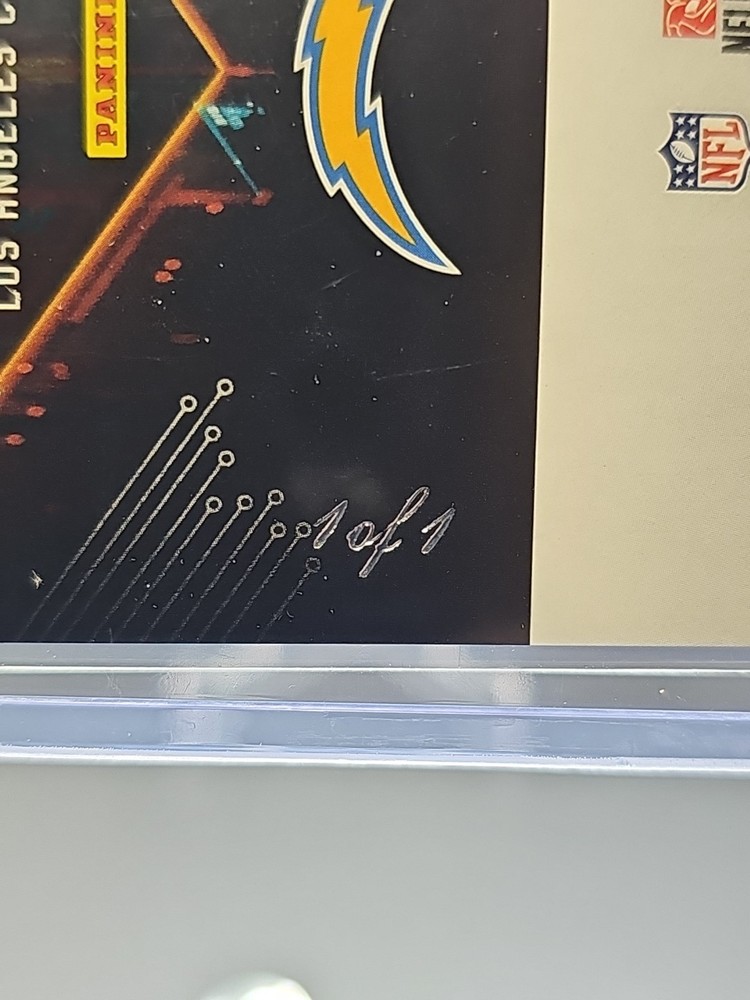 LOS ANGELES C
PANINI
NFL
1 of 1